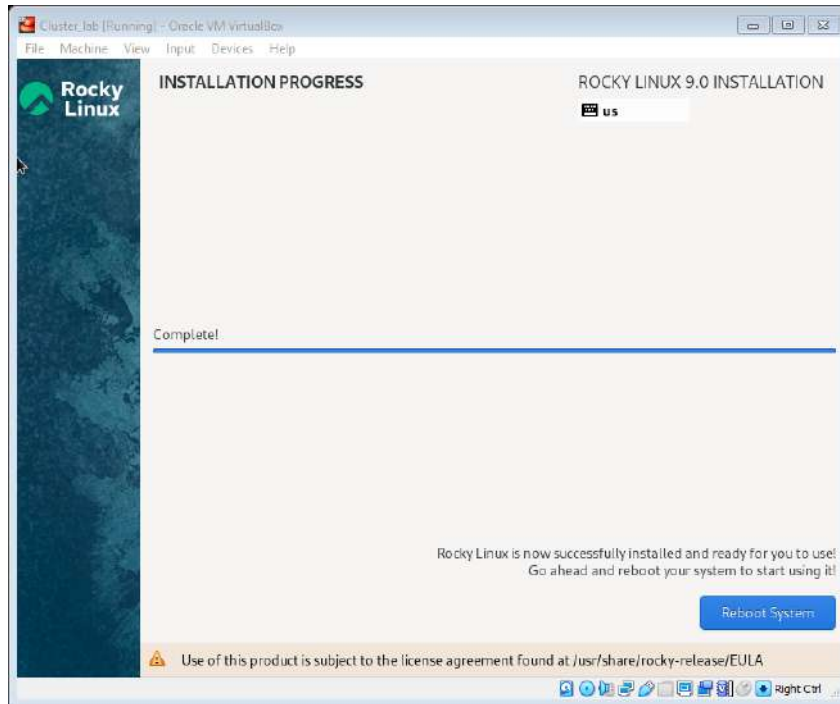 Cluster_lab [Running] - Oracle VM VirtualBox
File Machine View Input Devices Help
Rocky
Linux
INSTALLATION PROGRESS
ROCKY LINUX 9.0 INSTALLATION
us
Complete!
Rocky Linux is now successfully installed and ready for you to use!
Go ahead and reboot your system to start using it!
Reboot System
Use of this product is subject to the license agreement found at /usr/share/rocky-release/EULA
Right Ctrl